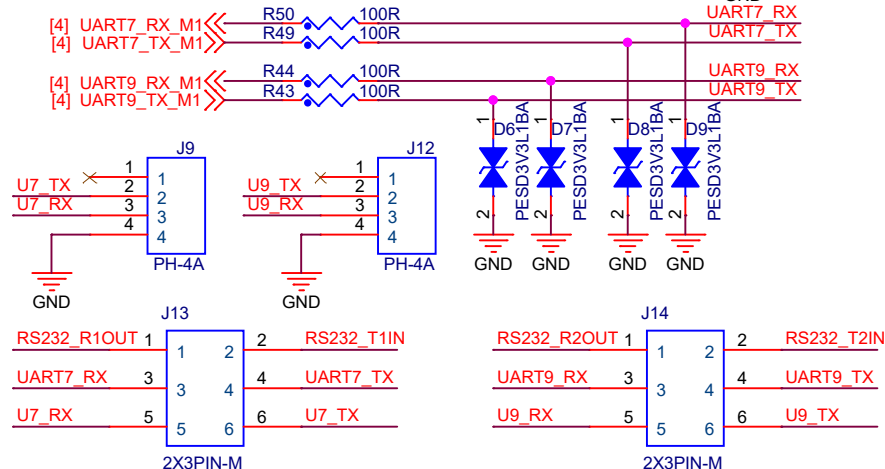 GND
[4] UART7_RX_M1 R50 100R UART7_RX
[4] UART7_TX_M1 R49 100R UART7_TX
[4] UART9_RX_M1 R44 100R UART9_RX
[4] UART9_TX_M1 R43 100R UART9_TX
1 D6 PESD3V3L1BA 2 GND
1 D7 PESD3V3L1BA 2 GND
1 D8 PESD3V3L1BA 2 GND
1 D9 PESD3V3L1BA 2 GND
J9
1 1
U7_TX 2 2
U7_RX 3 3
4 4
PH-4A
GND
J12
1 1
U9_TX 2 2
U9_RX 3 3
4 4
PH-4A
GND
J13
RS232_R1OUT 1 1 2 2 RS232_T1IN
UART7_RX 3 3 4 4 UART7_TX
U7_RX 5 5 6 6 U7_TX
2X3PIN-M
J14
RS232_R2OUT 1 1 2 2 RS232_T2IN
UART9_RX 3 3 4 4 UART9_TX
U9_RX 5 5 6 6 U9_TX
2X3PIN-M